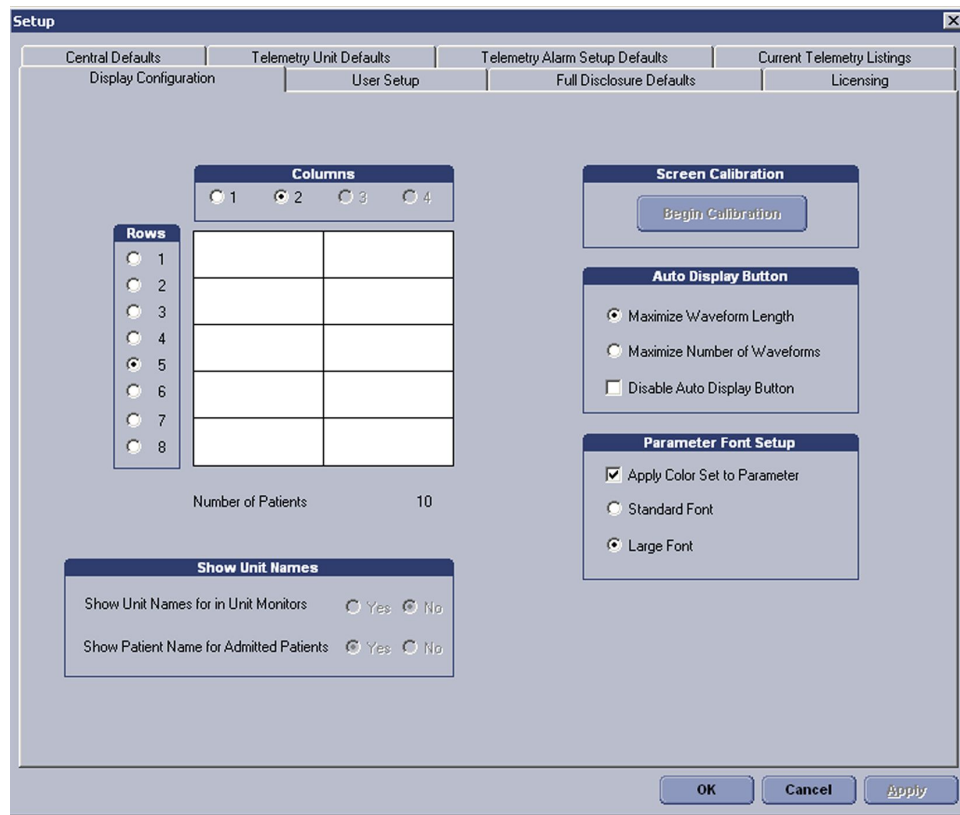 Setup
Central Defaults
Telemetry Unit Defaults
Telemetry Alarm Setup Defaults
Current Telemetry Listings
Display Configuration
User Setup
Full Disclosure Defaults
Licensing
Columns
1 2 3 4
Rows
1
2
3
4
5
6
7
8
Number of Patients 10
Show Unit Names
Show Unit Names for in Unit Monitors Yes No
Show Patient Name for Admitted Patients Yes No
Screen Calibration
Begin Calibration
Auto Display Button
Maximize Waveform Length
Maximize Number of Waveforms
Disable Auto Display Button
Parameter Font Setup
Apply Color Set to Parameter
Standard Font
Large Font
OK Cancel Apply